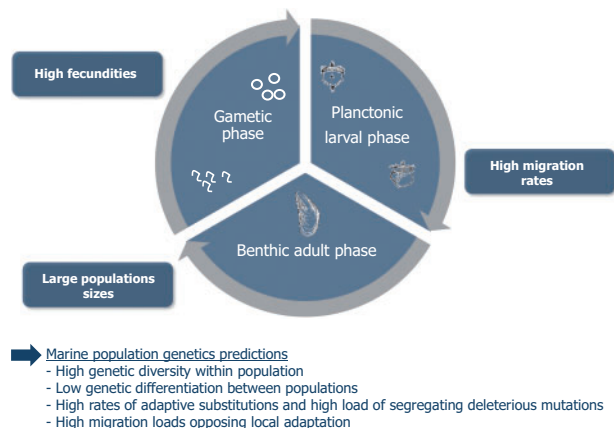 High fecundities
Gametic
phase
Planctonic
larval phase
High migration
rates
Benthic adult phase
Large populations
sizes
Marine population genetics predictions
- High genetic diversity within population
- Low genetic differentiation between populations
- High rates of adaptive substitutions and high load of segregating deleterious mutations
- High migration loads opposing local adaptation